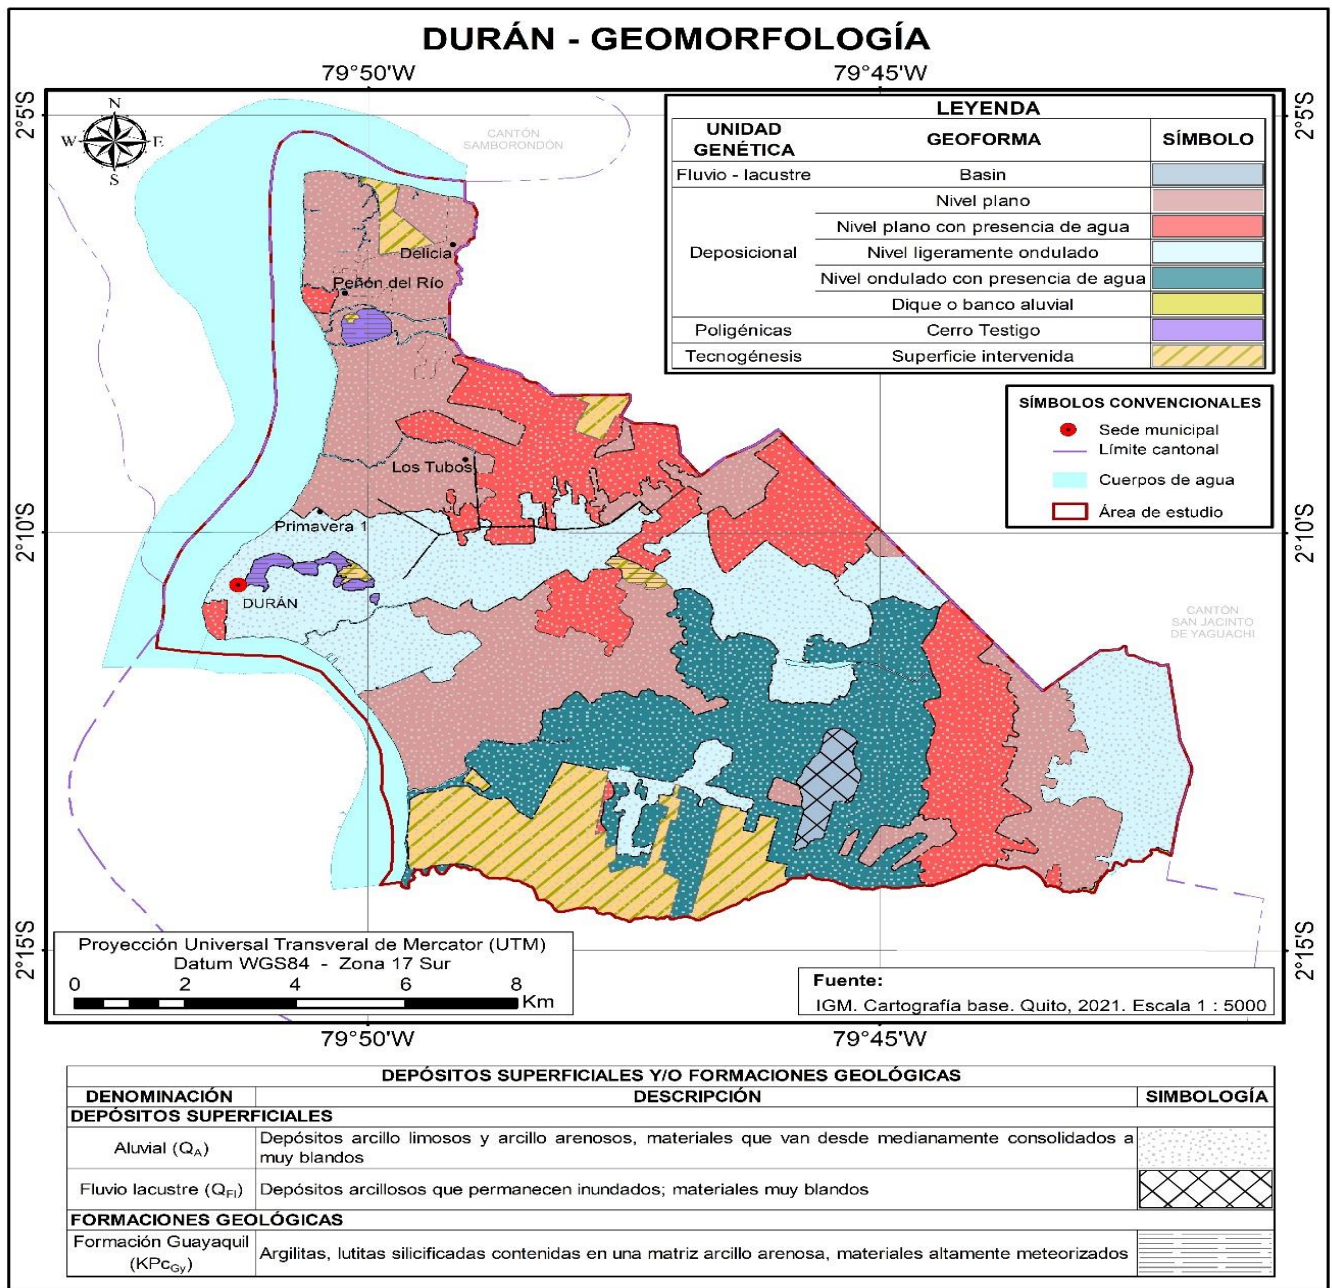 DURÁN - GEOMORFOLOGÍA
79°50'W 79°45'W
2°5'S 2°5'S
N
W E
S
CANTÓN
SAMBORONDÓN
LEYENDA
UNIDAD GENÉTICA GEOFORMA SÍMBOLO
Fluvio - lacustre Basin
Nivel plano
Nivel plano con presencia de agua
Deposicional Nivel ligeramente ondulado
Nivel ondulado con presencia de agua
Dique o banco aluvial
Poligénicas Cerro Testigo
Tecnogénesis Superficie intervenida
Delicia
Peñón del Río
SÍMBOLOS CONVENCIONALES
Sede municipal
Límite cantonal
Cuerpos de agua
Área de estudio
Los Tubos
Primavera 1
2°10'S 2°10'S
DURÁN
CANTÓN
SAN JACINTO
DE YAGUACHI
2°15'S 2°15'S
Proyección Universal Transveral de Mercator (UTM)
Datum WGS84 - Zona 17 Sur
0 2 4 6 8
Km
Fuente:
IGM. Cartografía base. Quito, 2021. Escala 1 : 5000
79°50'W 79°45'W
DEPÓSITOS SUPERFICIALES Y/O FORMACIONES GEOLÓGICAS
DENOMINACIÓN DESCRIPCIÓN SIMBOLOGÍA
DEPÓSITOS SUPERFICIALES
Aluvial (QA) Depósitos arcillo limosos y arcillo arenosos, materiales que van desde medianamente consolidados a
muy blandos
Fluvio lacustre (QFl) Depósitos arcillosos que permanecen inundados; materiales muy blandos
FORMACIONES GEOLÓGICAS
Formación Guayaquil
(KPcGy) Argilitas, lutitas silicificadas contenidas en una matriz arcillo arenosa, materiales altamente meteorizados